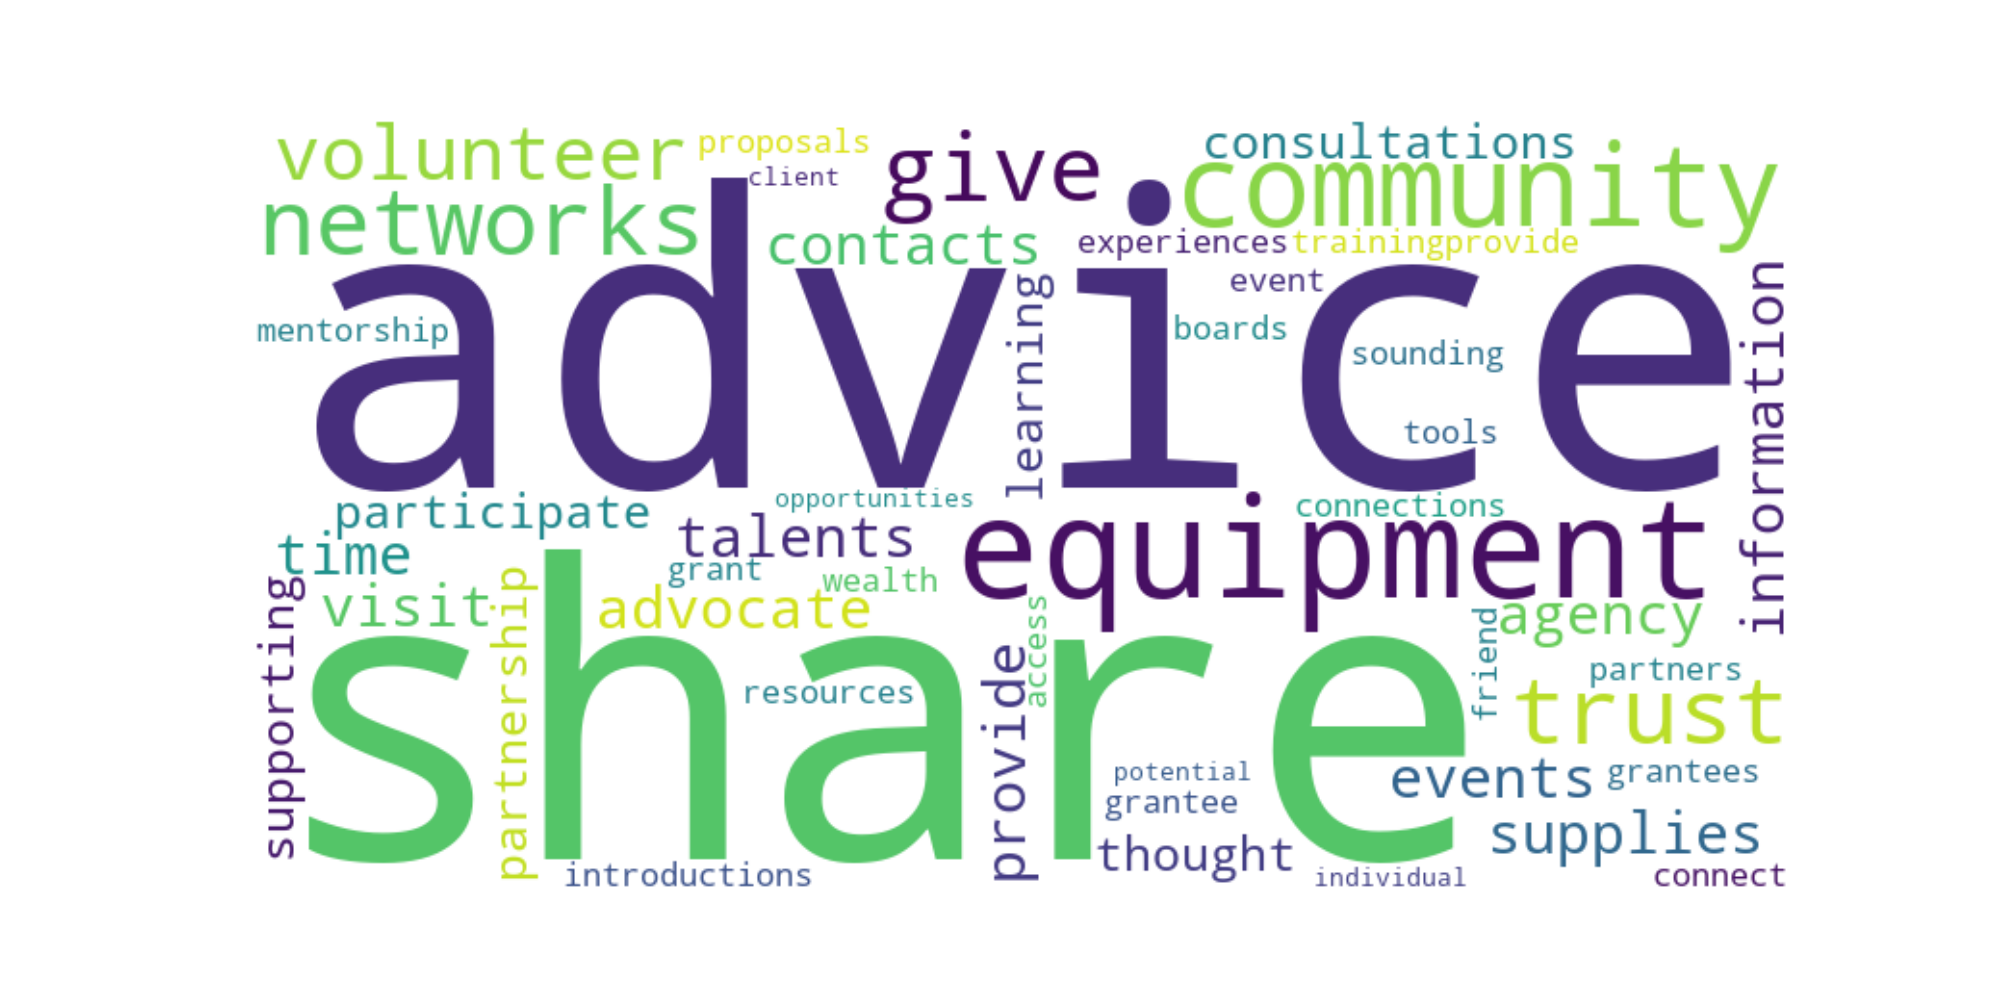 volunteer
proposals
client
give
consultations
community
networks
contacts
experiences
trainingprovide
event
advice
mentorship
learning
boards
sounding
tools
information
participate
opportunities
talents
equipment
connections
time
grant
wealth
visit
advocate
agency
supporting
partnership
share
resources
provide
access
friend
partners
trust
potential
grantee
events
grantees
thought
supplies
introductions
individual
connect